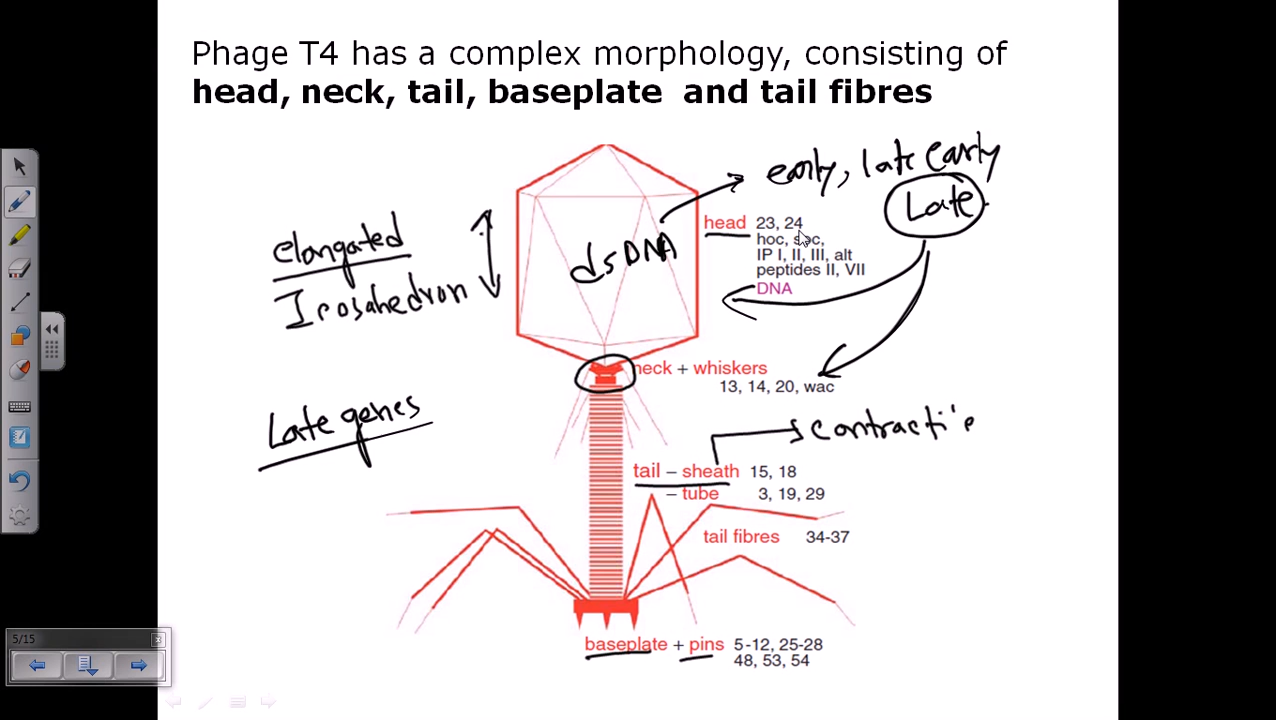 Phage T4 has a complex morphology, consisting of
head, neck, tail, baseplate and tail fibres
early, late early
Late
head 23, 24
hoc, soc,
IP I, II, III, alt
peptides II, VII
DNA
elongated
Icosahedron
dsDNA
neck + whiskers
13, 14, 20, wac
Late genes
contracti'e
tail – sheath 15, 18
– tube 3, 19, 29
tail fibres 34-37
baseplate + pins 5-12, 25-28
48, 53, 54
5/15